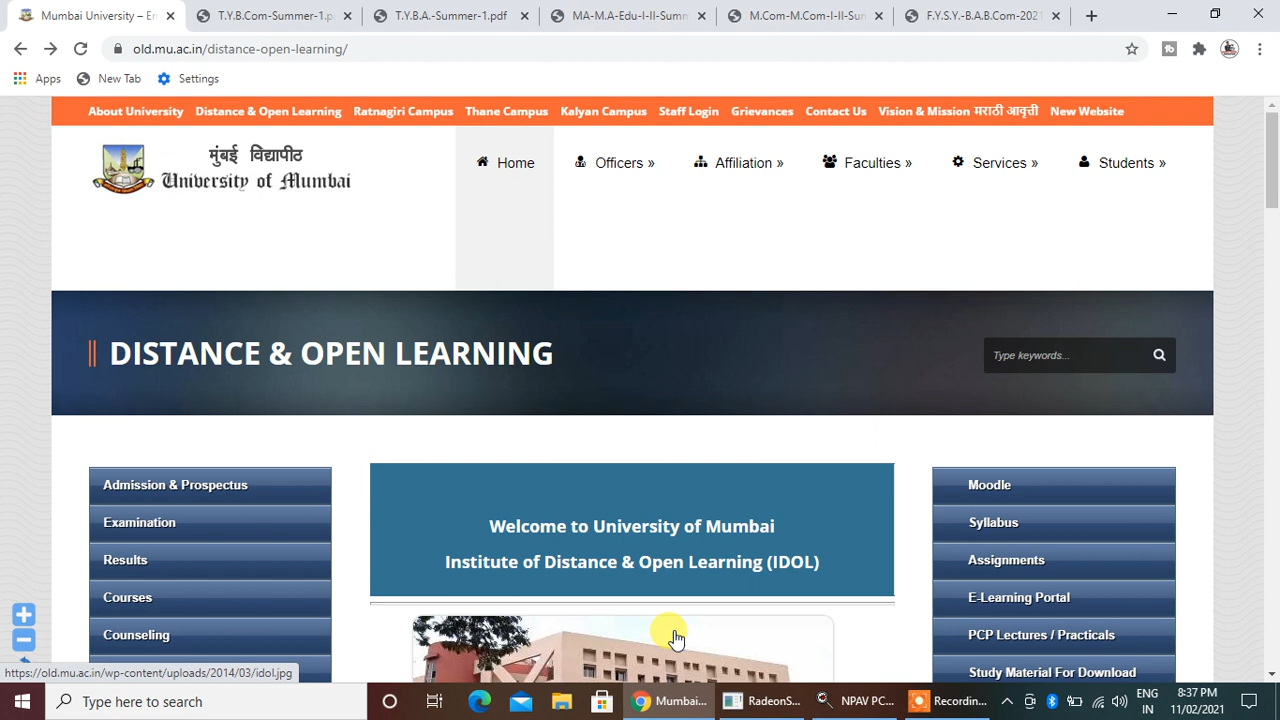 Mumbai University – En
T.Y.B.Com-Summer-1.p
T.Y.B.A.-Summer-1.pdf
MA-M.A-Edu-I-II-Summ
M.Com-M.Com-I-II-Sum
F.Y.S.Y.-B.A.B.Com-2021
old.mu.ac.in/distance-open-learning/
Apps
New Tab
Settings
About University
Distance & Open Learning
Ratnagiri Campus
Thane Campus
Kalyan Campus
Staff Login
Grievances
Contact Us
Vision & Mission
मराठी आवृत्ती
New Website
मुंबई विद्यापीठ
University of Mumbai
Home
Officers »
Affiliation »
Faculties »
Services »
Students »
DISTANCE & OPEN LEARNING
Type keywords...
Admission & Prospectus
Examination
Results
Courses
Counseling
Welcome to University of Mumbai
Institute of Distance & Open Learning (IDOL)
Moodle
Syllabus
Assignments
E-Learning Portal
PCP Lectures / Practicals
Study Material For Download
https://old.mu.ac.in/wp-content/uploads/2014/03/idol.jpg
Type here to search
Mumbai...
RadeonS...
NPAV PC...
Recordin...
ENG
IN
8:37 PM
11/02/2021